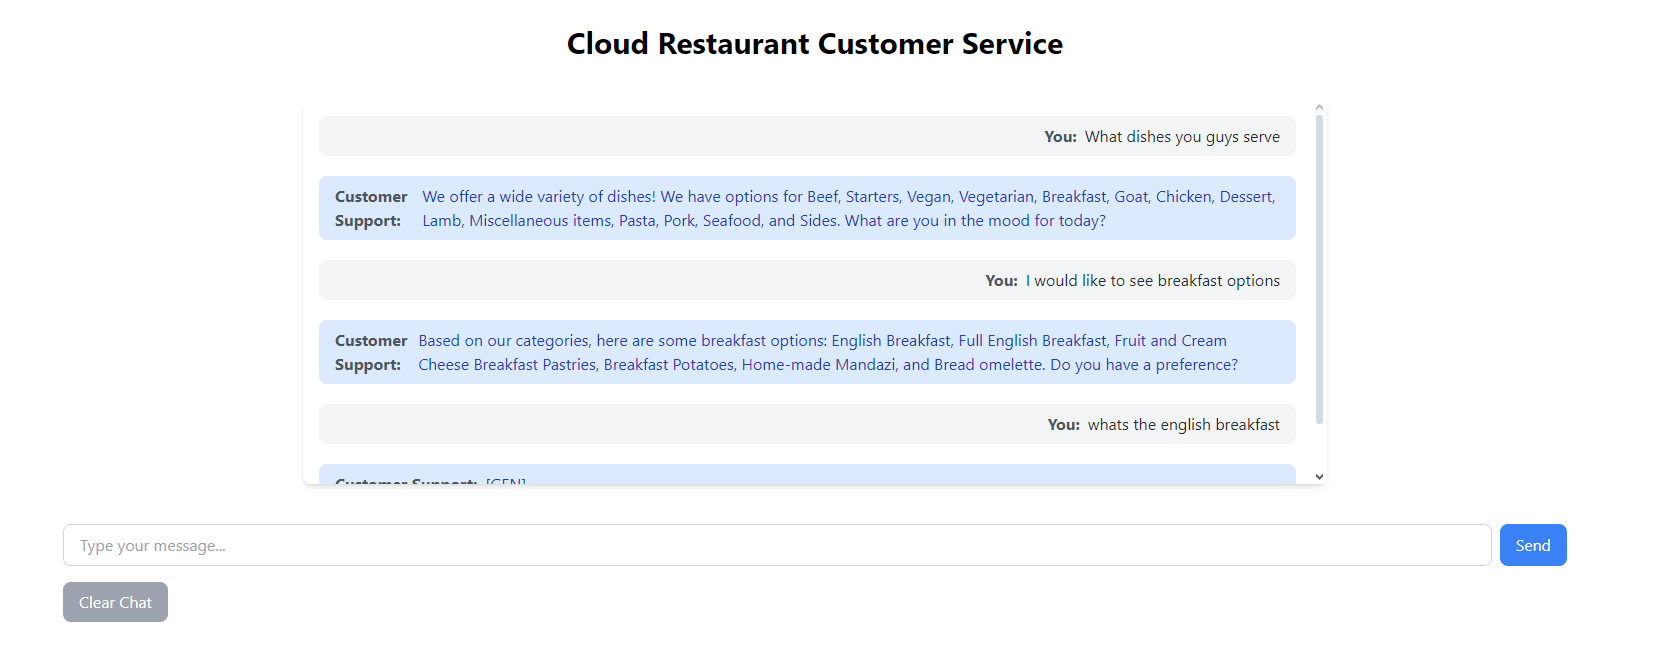 Cloud Restaurant Customer Service
You: What dishes you guys serve
Customer Support: We offer a wide variety of dishes! We have options for Beef, Starters, Vegan, Vegetarian, Breakfast, Goat, Chicken, Dessert,
Lamb, Miscellaneous items, Pasta, Pork, Seafood, and Sides. What are you in the mood for today?
You: I would like to see breakfast options
Customer Support: Based on our categories, here are some breakfast options: English Breakfast, Full English Breakfast, Fruit and Cream
Cheese Breakfast Pastries, Breakfast Potatoes, Home-made Mandazi, and Bread omelette. Do you have a preference?
You: whats the english breakfast
Customer Support: [GEN]
Type your message...
Send
Clear Chat